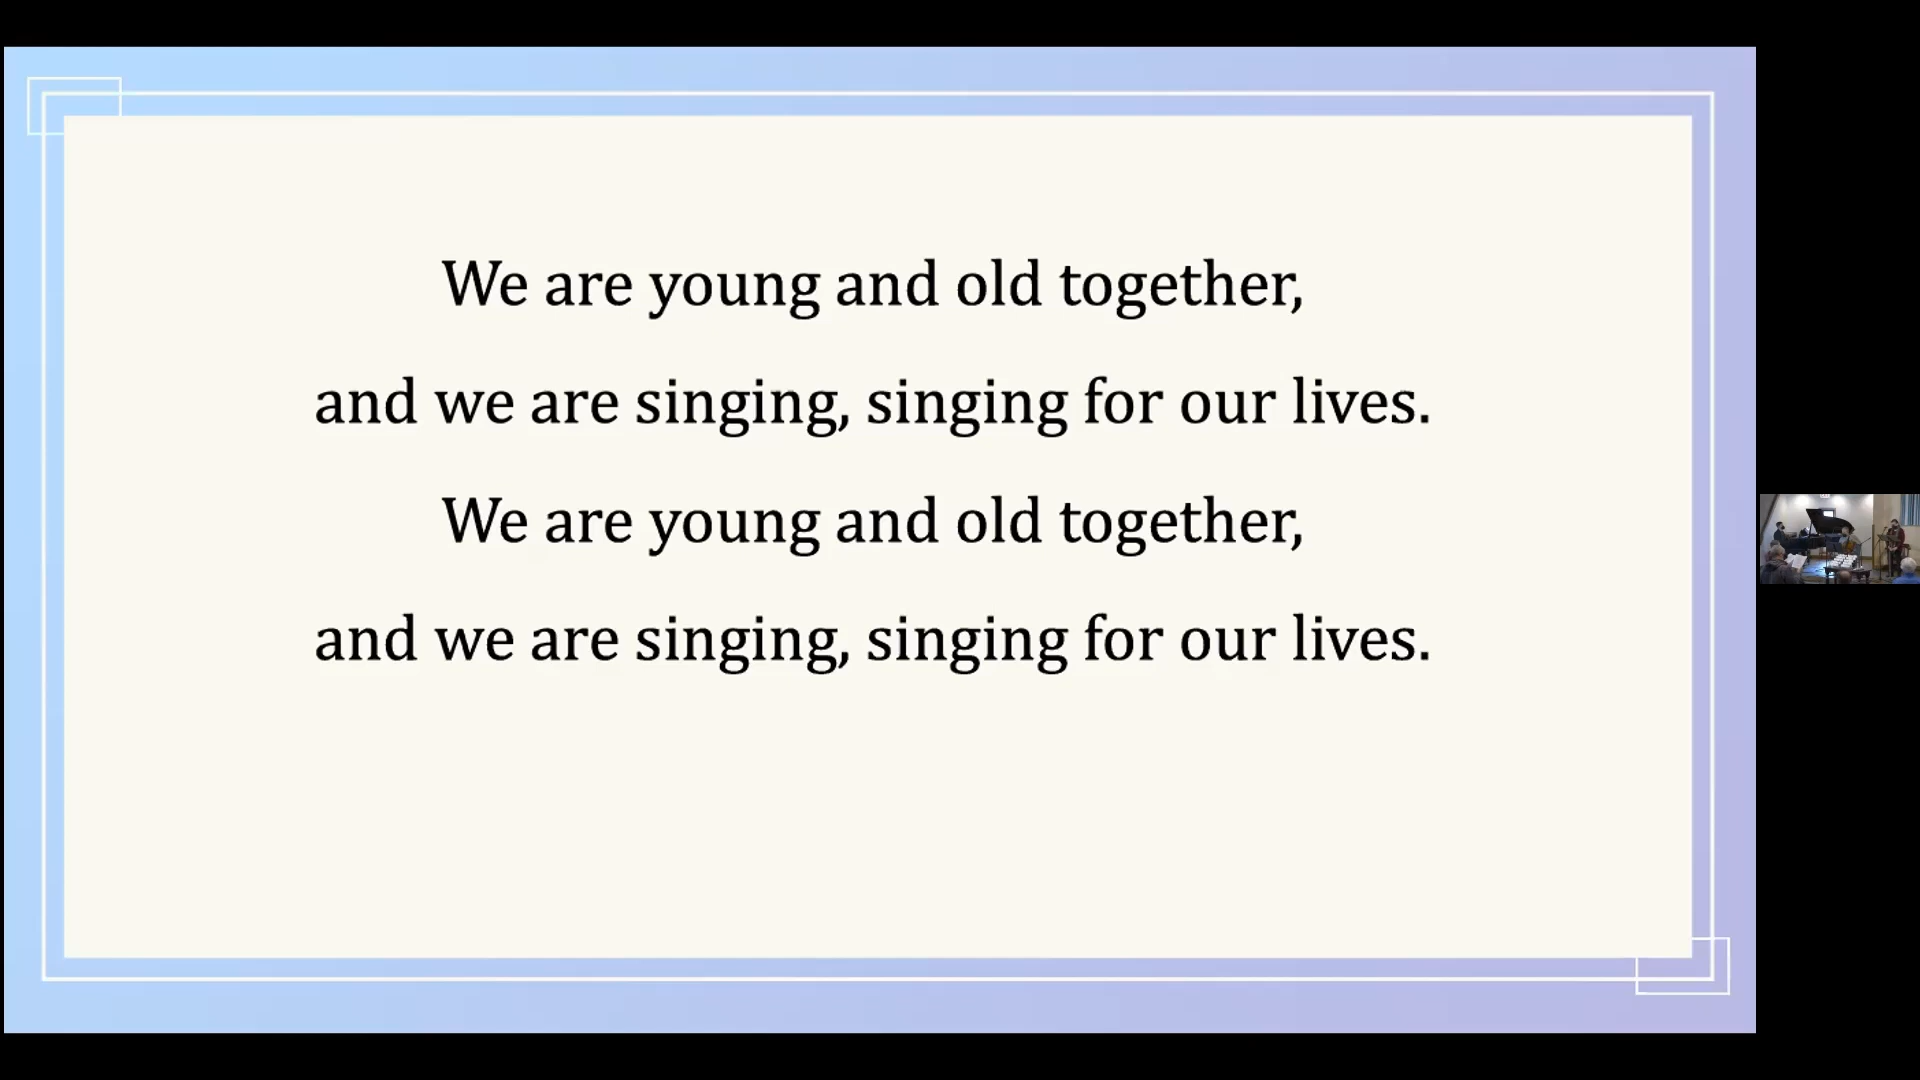 We are young and old together,
and we are singing, singing for our lives.
We are young and old together,
and we are singing, singing for our lives.